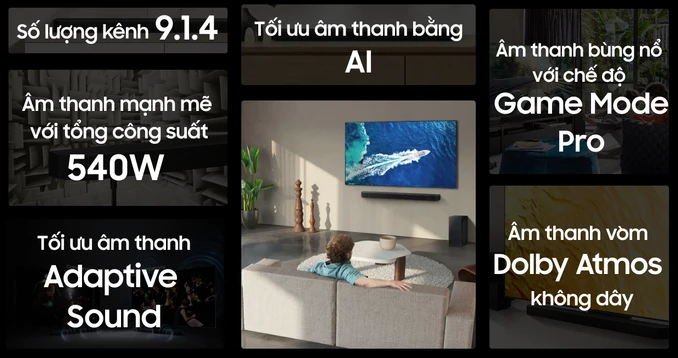 Số lượng kênh 9.1.4
Âm thanh mạnh mẽ
với tổng công suất
540W
Tối ưu âm thanh
Adaptive
Sound
Tối ưu âm thanh bằng
AI
Âm thanh bùng nổ
với chế độ
Game Mode
Pro
Âm thanh vòm
Dolby Atmos
không dây